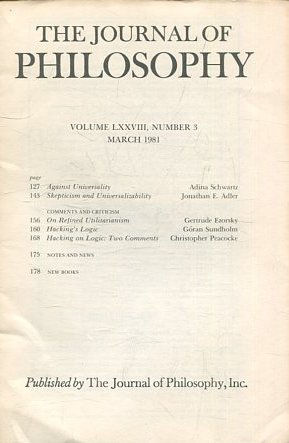 THE JOURNAL OF
PHILOSOPHY
VOLUME LXXVIII, NUMBER 3
MARCH 1981
page
127 Against Universality Adina Schwartz
143 Skepticism and Universalizability Jonathan E. Adler
COMMENTS AND CRITICISM
156 On Refined Utilitarianism Gertrude Ezorsky
160 Hacking's Logic Göran Sundholm
168 Hacking on Logic: Two Comments Christopher Peacocke
175 NOTES AND NEWS
178 NEW BOOKS
Published by The Journal of Philosophy, Inc.